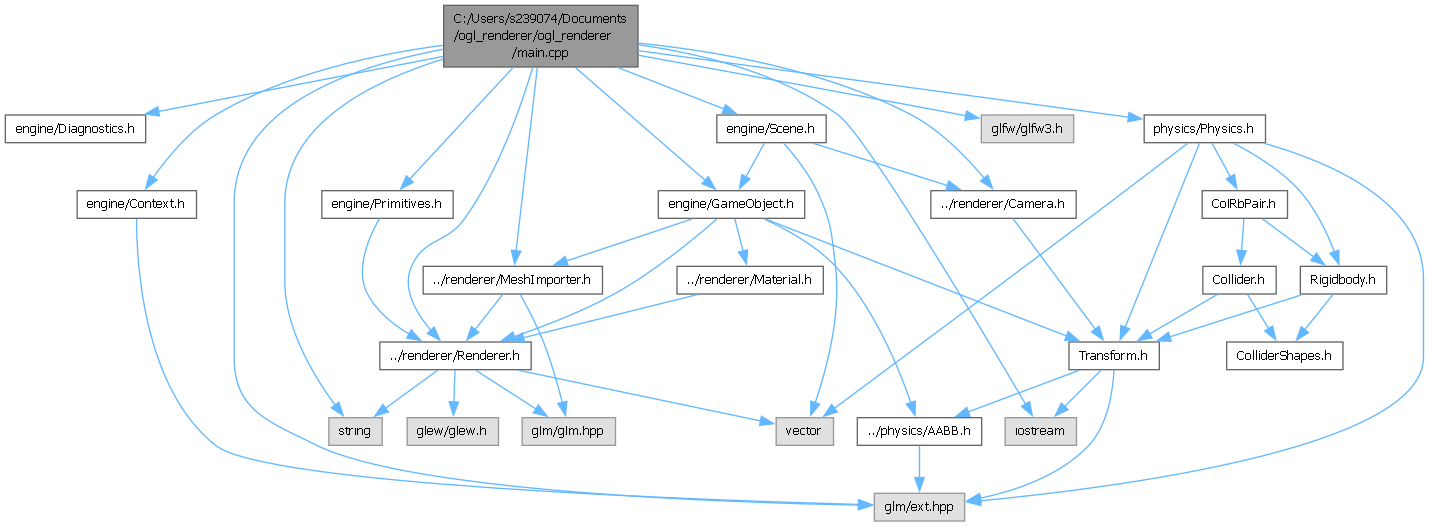 C:/Users/s239074/Documents
/ogl_renderer/ogl_renderer
/main.cpp
engine/Diagnostics.h
engine/Scene.h
glfw/glfw3.h
physics/Physics.h
engine/Context.h
engine/Primitives.h
engine/GameObject.h
../renderer/Camera.h
ColRbPair.h
../renderer/MeshImporter.h
../renderer/Material.h
Collider.h
Rigidbody.h
../renderer/Renderer.h
Transform.h
ColliderShapes.h
string
glew/glew.h
glm/glm.hpp
vector
../physics/AABB.h
iostream
glm/ext.hpp